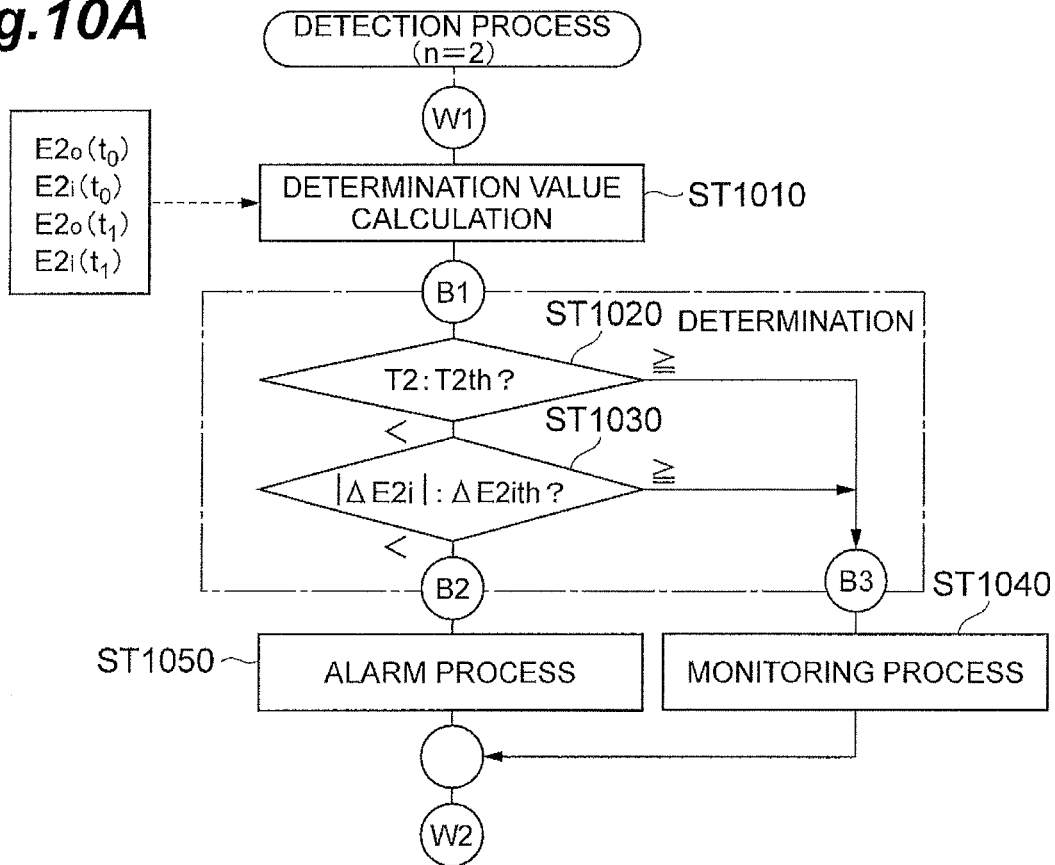 g.10A
DETECTION PROCESS
(n=2)
W1
E2o(t0)
E2i(t0)
E2o(t1)
E2i(t1)
DETERMINATION VALUE
CALCULATION
ST1010
B1
ST1020
DETERMINATION
T2:T2th?
≧
<
ST1030
|ΔE2i|:ΔE2ith?
≧
<
B2
B3
ST1040
ST1050
ALARM PROCESS
MONITORING PROCESS
W2